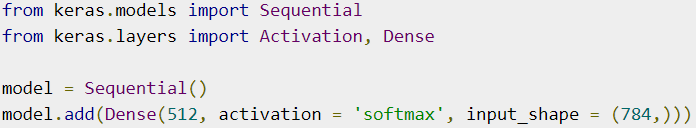 from keras.models import Sequential
from keras.layers import Activation, Dense
model = Sequential()
model.add(Dense(512, activation = 'softmax', input_shape = (784,)))